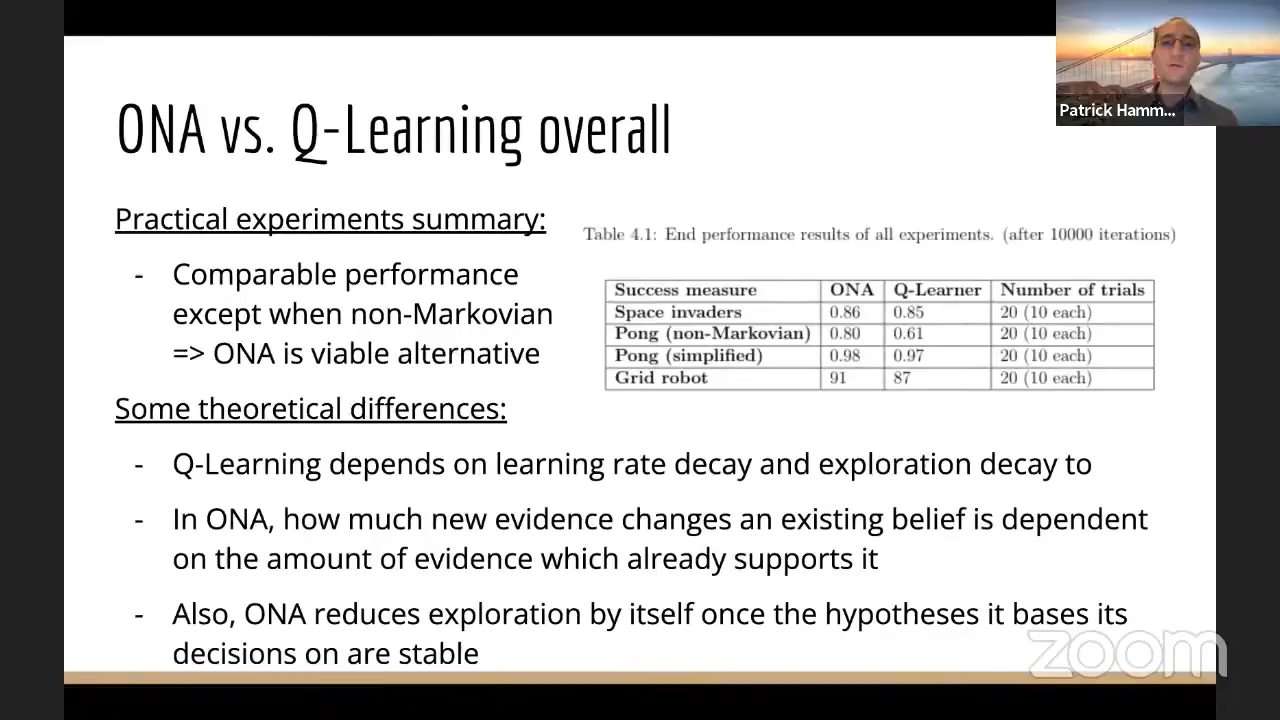 Patrick Hamm...
ONA vs. Q-Learning overall
Practical experiments summary:
- Comparable performance
except when non-Markovian
=> ONA is viable alternative
Table 4.1: End performance results of all experiments. (after 10000 iterations)
Success measure ONA Q-Learner Number of trials
Space invaders 0.86 0.85 20 (10 each)
Pong (non-Markovian) 0.80 0.61 20 (10 each)
Pong (simplified) 0.98 0.97 20 (10 each)
Grid robot 91 87 20 (10 each)
Some theoretical differences:
- Q-Learning depends on learning rate decay and exploration decay to
- In ONA, how much new evidence changes an existing belief is dependent
on the amount of evidence which already supports it
- Also, ONA reduces exploration by itself once the hypotheses it bases its
decisions on are stable
zoom